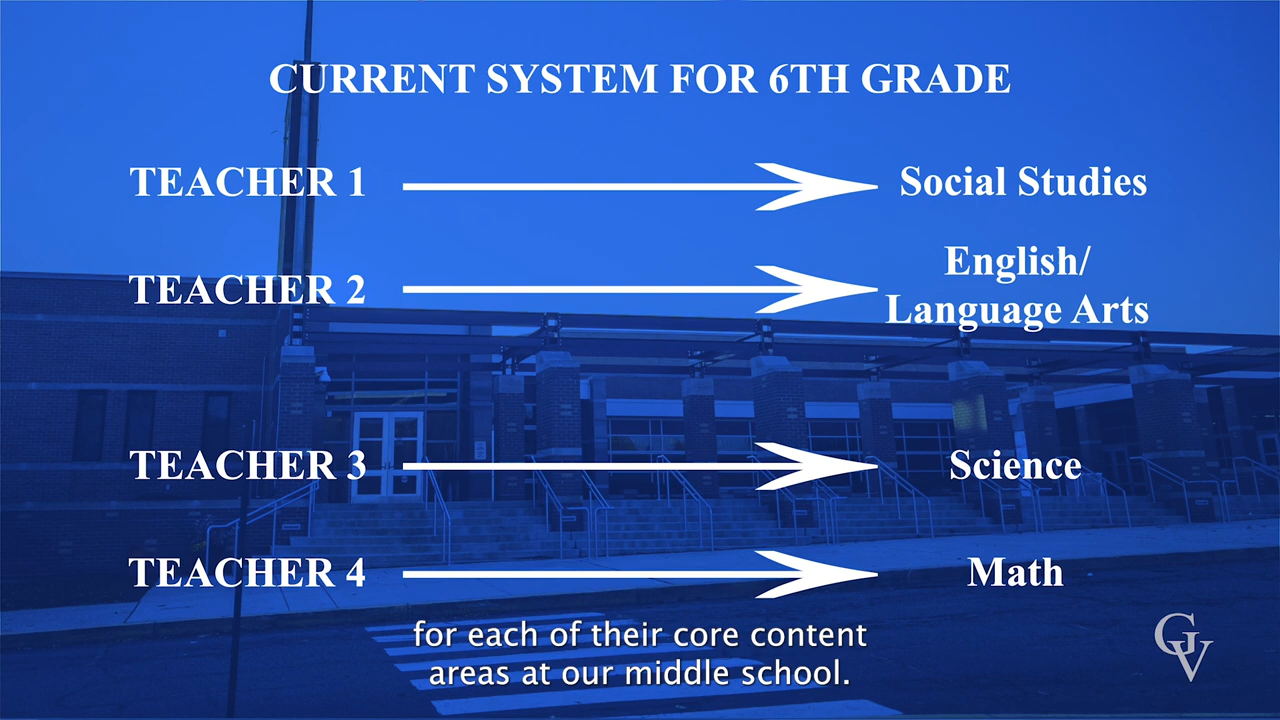 CURRENT SYSTEM FOR 6TH GRADE
TEACHER 1 Social Studies
TEACHER 2 English/
Language Arts
TEACHER 3 Science
TEACHER 4 Math
for each of their core content
areas at our middle school.
GV